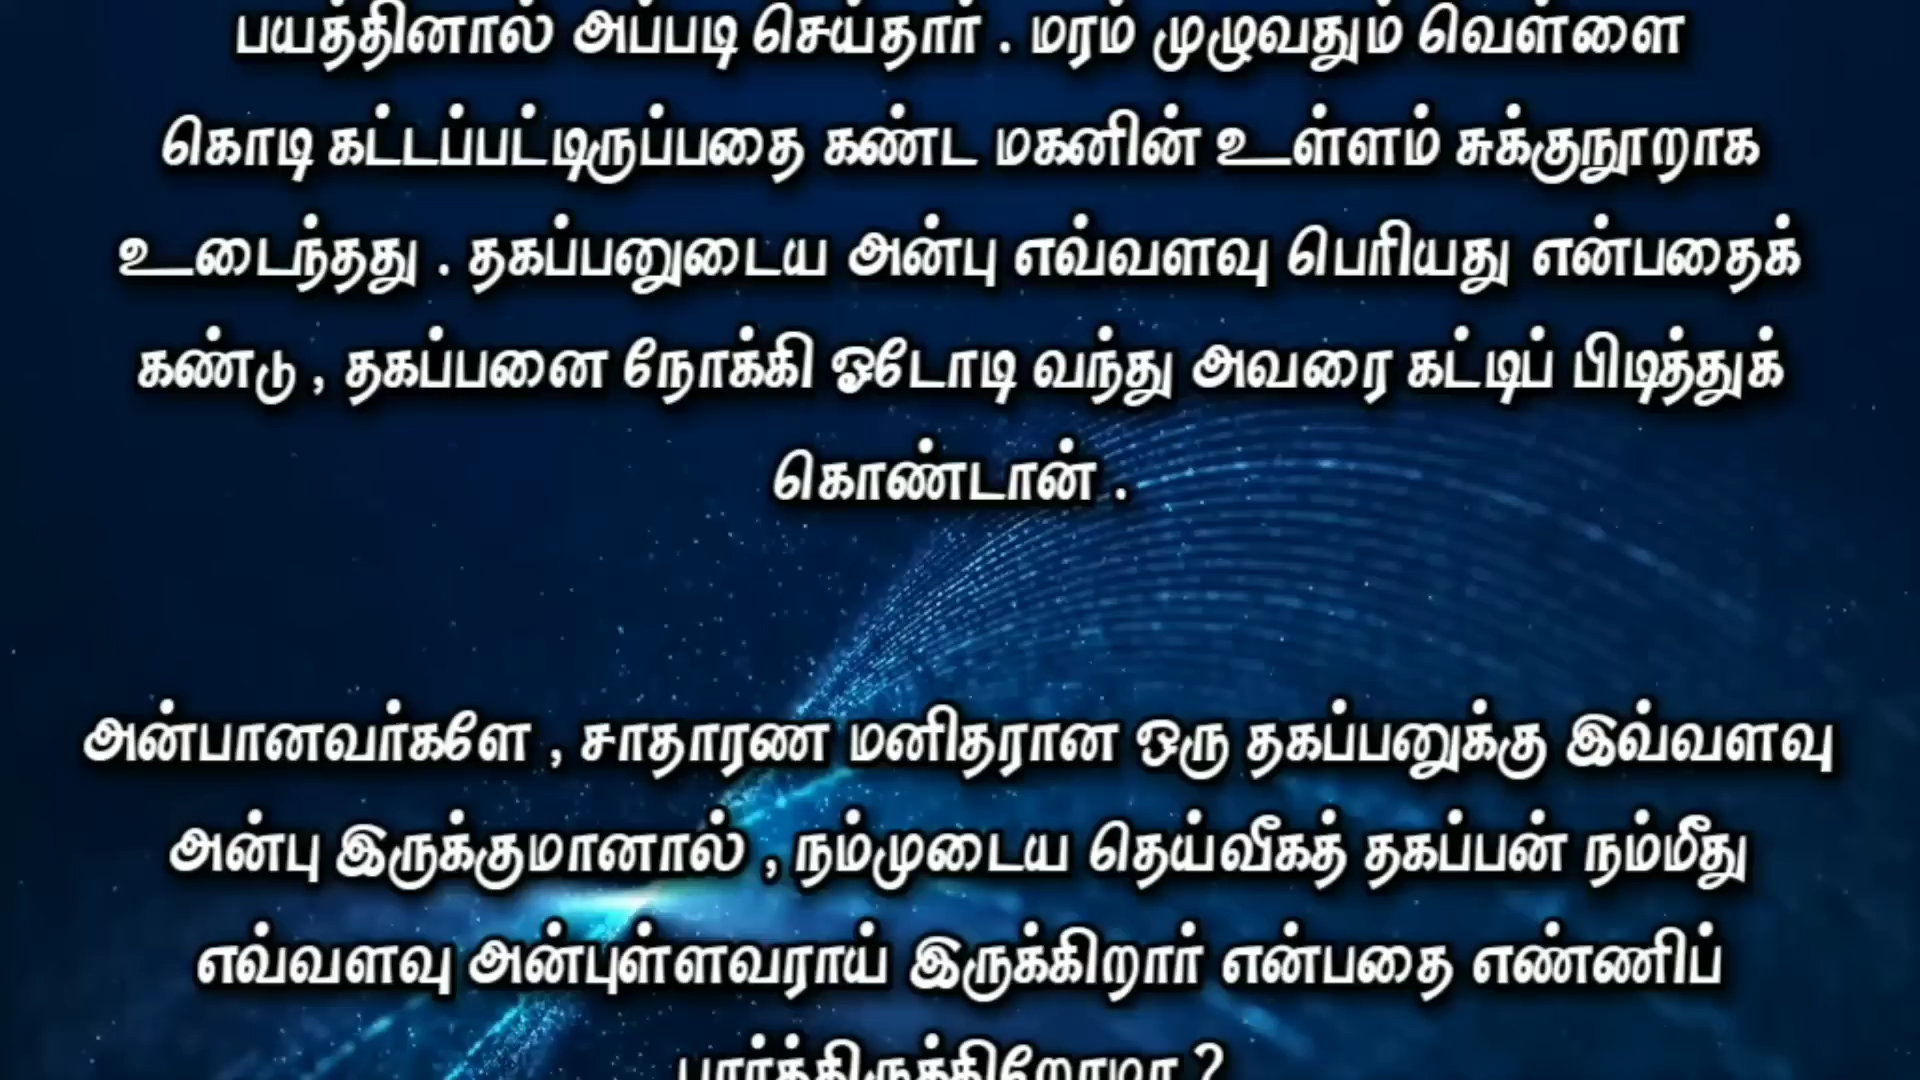 பயத்தினால் அப்படி செய்தார் . மரம் முழுவதும் வெள்ளை
கொடி கட்டப்பட்டிருப்பதை கண்ட மகனின் உள்ளம் சுக்குநூறாக
உடைந்தது . தகப்பனுடைய அன்பு எவ்வளவு பெரியது என்பதைக்
கண்டு , தகப்பனை நோக்கி ஓடோடி வந்து அவரை கட்டிப் பிடித்துக்
கொண்டான் .
அன்பானவர்களே , சாதாரண மனிதரான ஒரு தகப்பனுக்கு இவ்வளவு
அன்பு இருக்குமானால் , நம்முடைய தெய்வீகத் தகப்பன் நம்மீது
எவ்வளவு அன்புள்ளவராய் இருக்கிறார் என்பதை எண்ணிப்
பார்த்திருக்கிறோமா ?